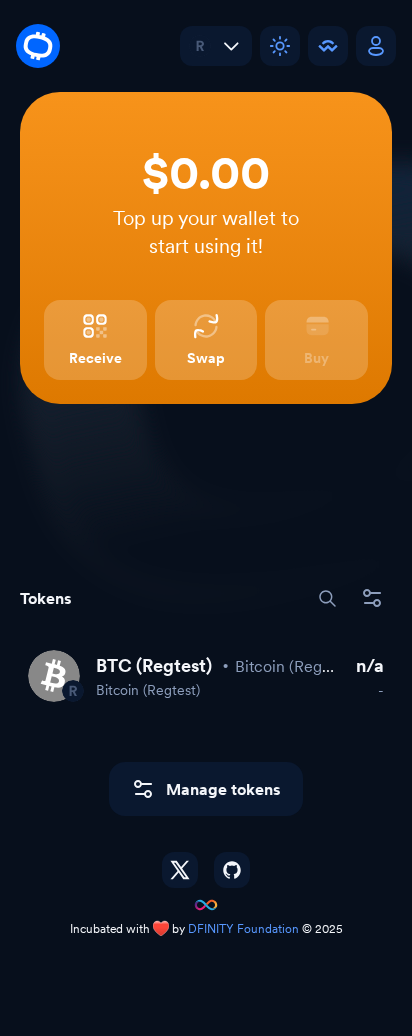 R
$0.00
Top up your wallet to
start using it!
Receive Swap Buy
Tokens
BTC (Regtest) • Bitcoin (Reg... n/a
R
Bitcoin (Regtest) -
Manage tokens
Incubated with ❤️ by DFINITY Foundation © 2025